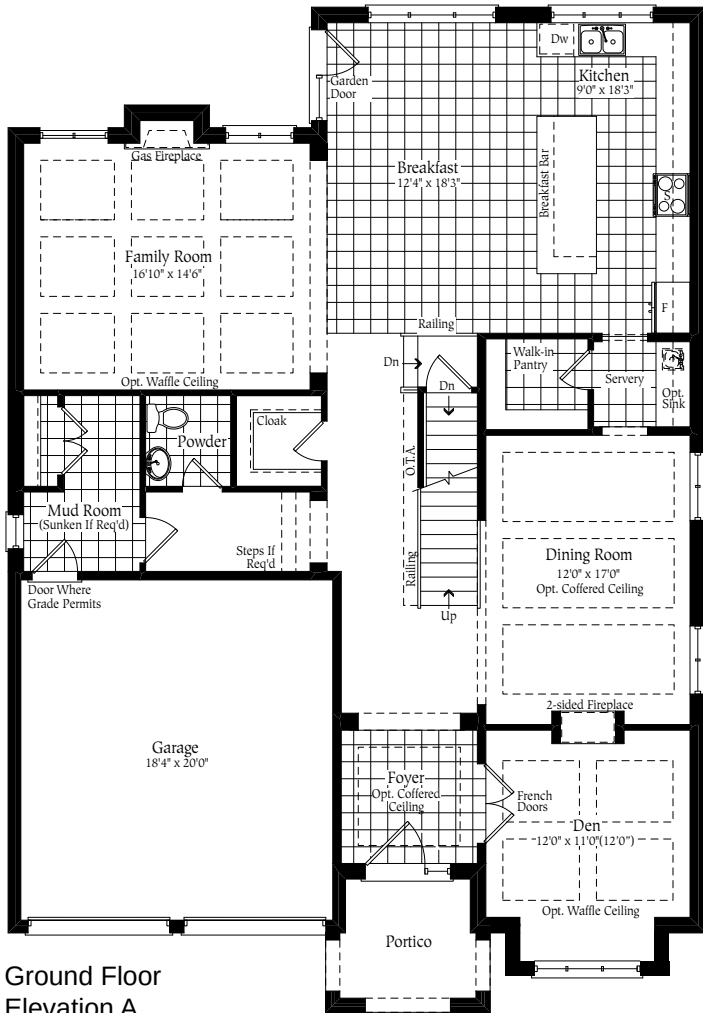 Dw
Kitchen
9'0" x 18'3"
Garden
Door
Gas Fireplace
Breakfast
12'4" x 18'3"
Breakfast Bar
S
Family Room
16'10" x 14'6"
F
Railing
Opt. Waffle Ceiling
Dn
Dn
Walk-in
Pantry
Servery
Opt.
Sink
Powder
Cloak
O.T.A.
Mud Room
(Sunken If Req'd)
Steps If
Req'd
Railing
Up
Dining Room
12'0" x 17'0"
Opt. Coffered Ceiling
Door Where
Grade Permits
2-sided Fireplace
Garage
18'4" x 20'0"
Foyer
Opt. Coffered
Ceiling
French
Doors
Den
12'0" x 11'0"(12'0")
Opt. Waffle Ceiling
Portico
Ground Floor
Elevation A